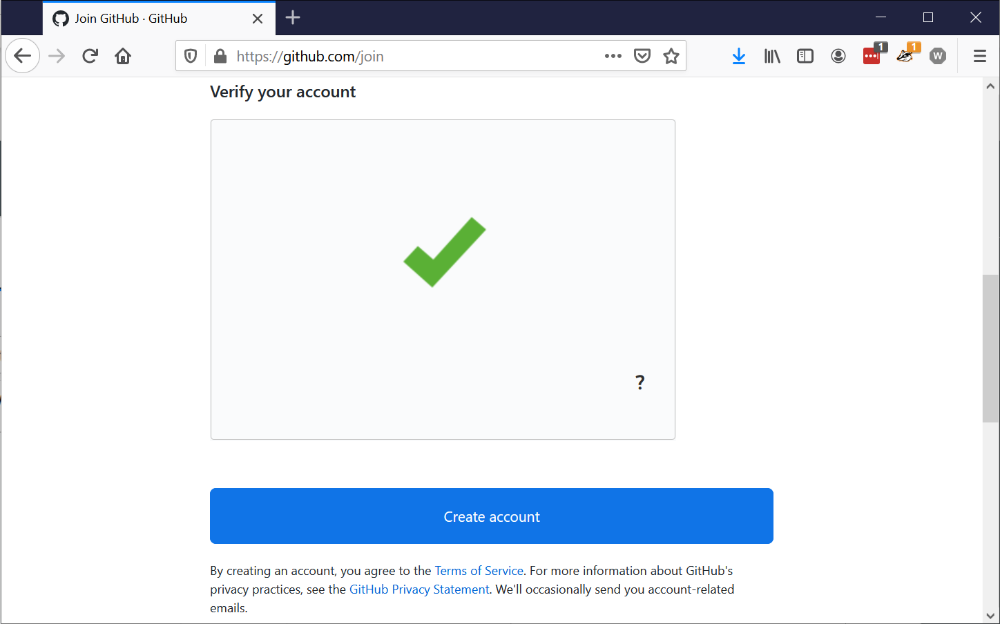 Join GitHub · GitHub
https://github.com/join
1
1
W
Verify your account
?
Create account
By creating an account, you agree to the Terms of Service. For more information about GitHub's
privacy practices, see the GitHub Privacy Statement. We'll occasionally send you account-related
emails.